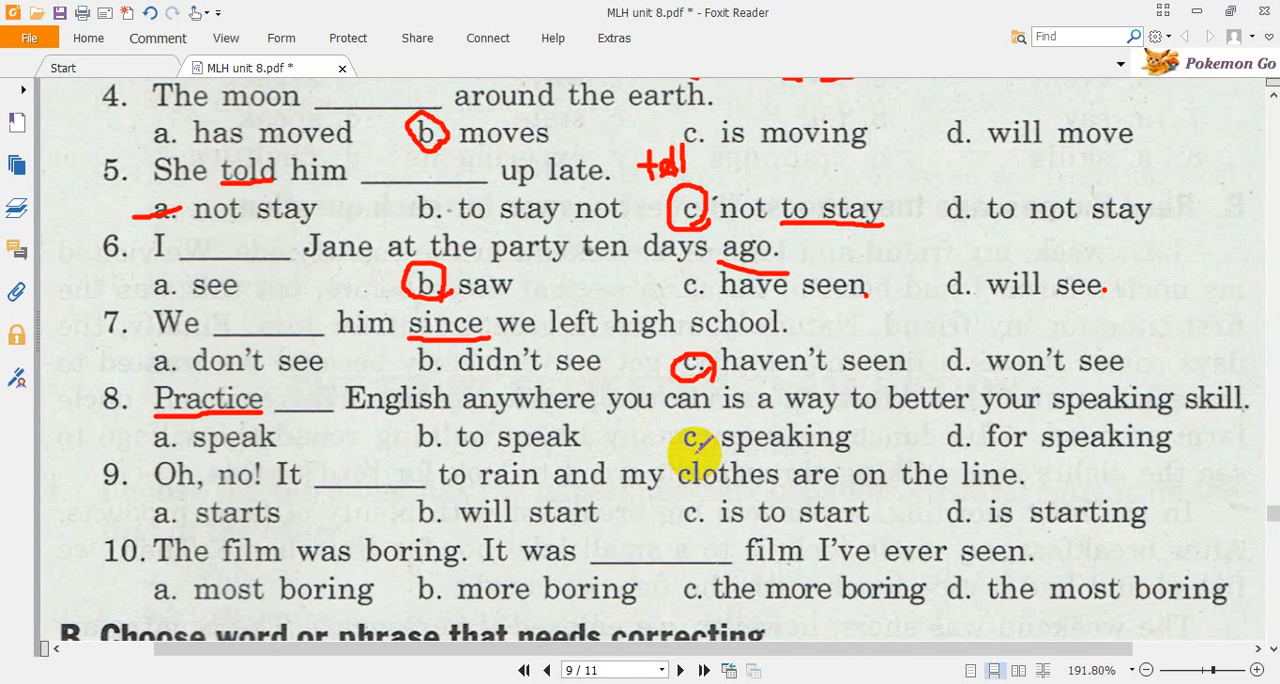 MLH unit 8.pdf * - Foxit Reader
File Home Comment View Form Protect Share Connect Help Extras Find
Start MLH unit 8.pdf * Pokemon Go
4. The moon ________ around the earth.
a. has moved b. moves c. is moving d. will move
tell
5. She told him ________ up late.
a. not stay b. to stay not c. not to stay d. to not stay
6. I ________ Jane at the party ten days ago.
a. see b. saw c. have seen d. will see
7. We ________ him since we left high school.
a. don't see b. didn't see c. haven't seen d. won't see
8. Practice ____ English anywhere you can is a way to better your speaking skill.
a. speak b. to speak c. speaking d. for speaking
9. Oh, no! It ________ to rain and my clothes are on the line.
a. starts b. will start c. is to start d. is starting
10. The film was boring. It was ________ film I've ever seen.
a. most boring b. more boring c. the more boring d. the most boring
B. Choose word or phrase that needs correcting
9 / 11 191.80%